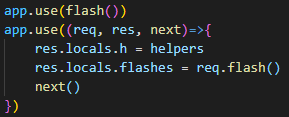 app.use(flash())
app.use((req, res, next)=>{
    res.locals.h = helpers
    res.locals.flashes = req.flash()
    next()
})